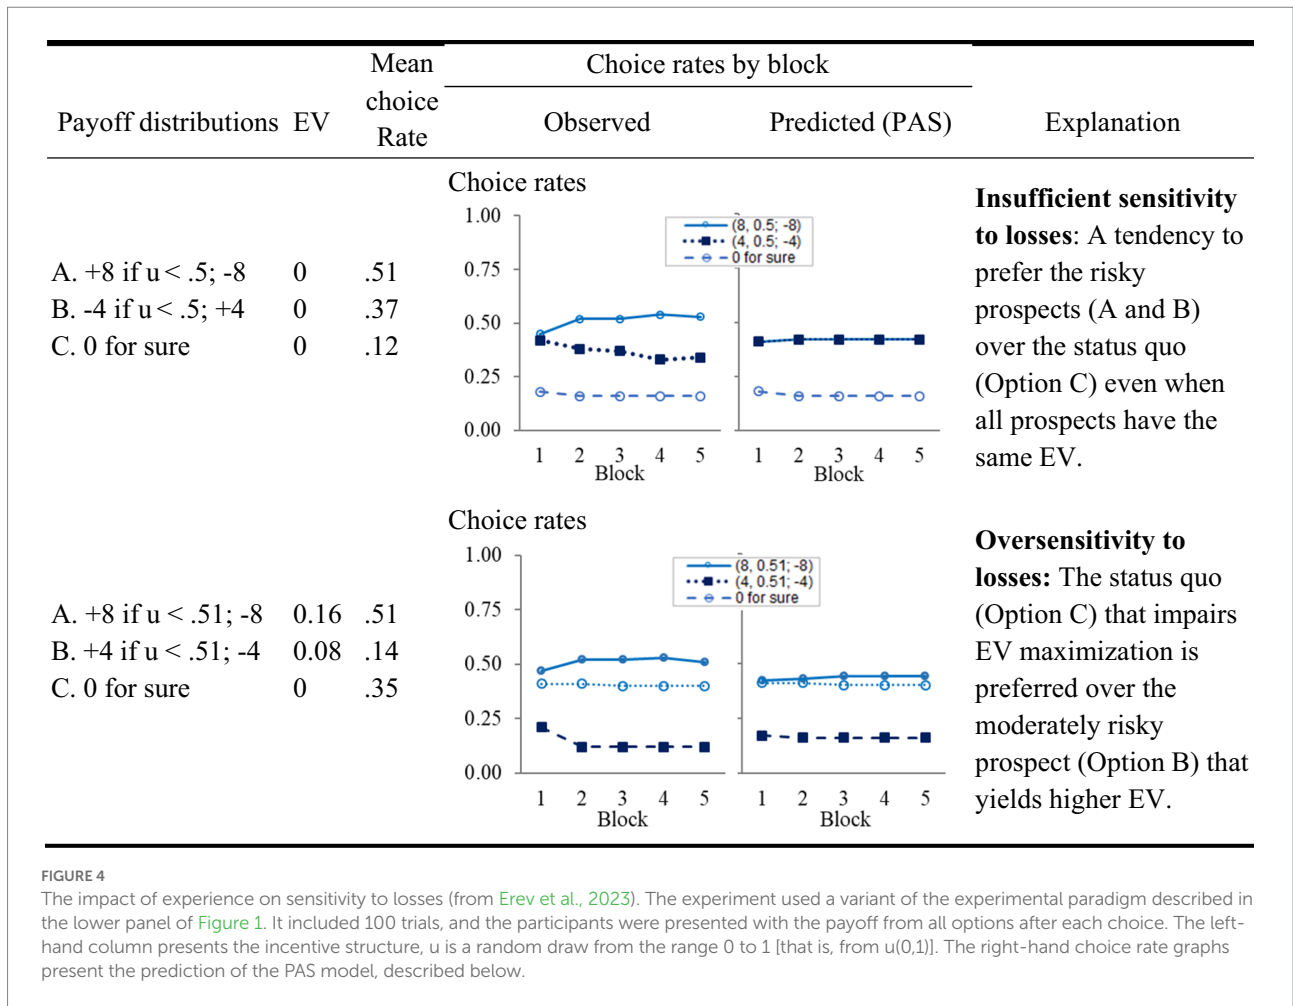 Payoff distributions EV Mean choice Rate Choice rates by block Explanation
Observed Predicted (PAS)
A. +8 if u < .5; -8 0 .51
B. -4 if u < .5; +4 0 .37
C. 0 for sure 0 .12
Choice rates
1.00
0.75
0.50
0.25
0.00
(8, 0.5; -8)
(4, 0.5; -4)
0 for sure
1 2 3 4 5
Block
1 2 3 4 5
Block
Insufficient sensitivity
to losses: A tendency to
prefer the risky
prospects (A and B)
over the status quo
(Option C) even when
all prospects have the
same EV.
A. +8 if u < .51; -8 0.16 .51
B. +4 if u < .51; -4 0.08 .14
C. 0 for sure 0 .35
Choice rates
1.00
0.75
0.50
0.25
0.00
(8, 0.51; -8)
(4, 0.51; -4)
0 for sure
1 2 3 4 5
Block
1 2 3 4 5
Block
Oversensitivity to
losses: The status quo
(Option C) that impairs
EV maximization is
preferred over the
moderately risky
prospect (Option B) that
yields higher EV.
FIGURE 4
The impact of experience on sensitivity to losses (from Erev et al., 2023). The experiment used a variant of the experimental paradigm described in
the lower panel of Figure 1. It included 100 trials, and the participants were presented with the payoff from all options after each choice. The left-
hand column presents the incentive structure, u is a random draw from the range 0 to 1 [that is, from u(0,1)]. The right-hand choice rate graphs
present the prediction of the PAS model, described below.